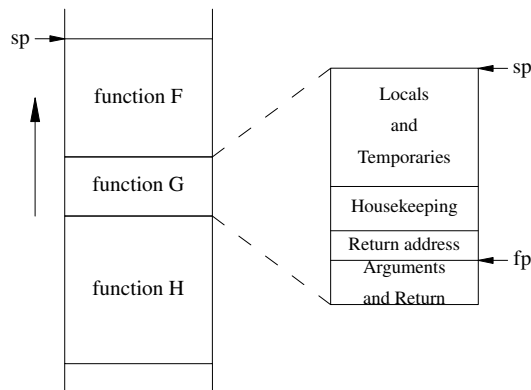 sp
function F
function G
function H
sp
Locals
and
Temporaries
Housekeeping
Return address
fp
Arguments
and Return